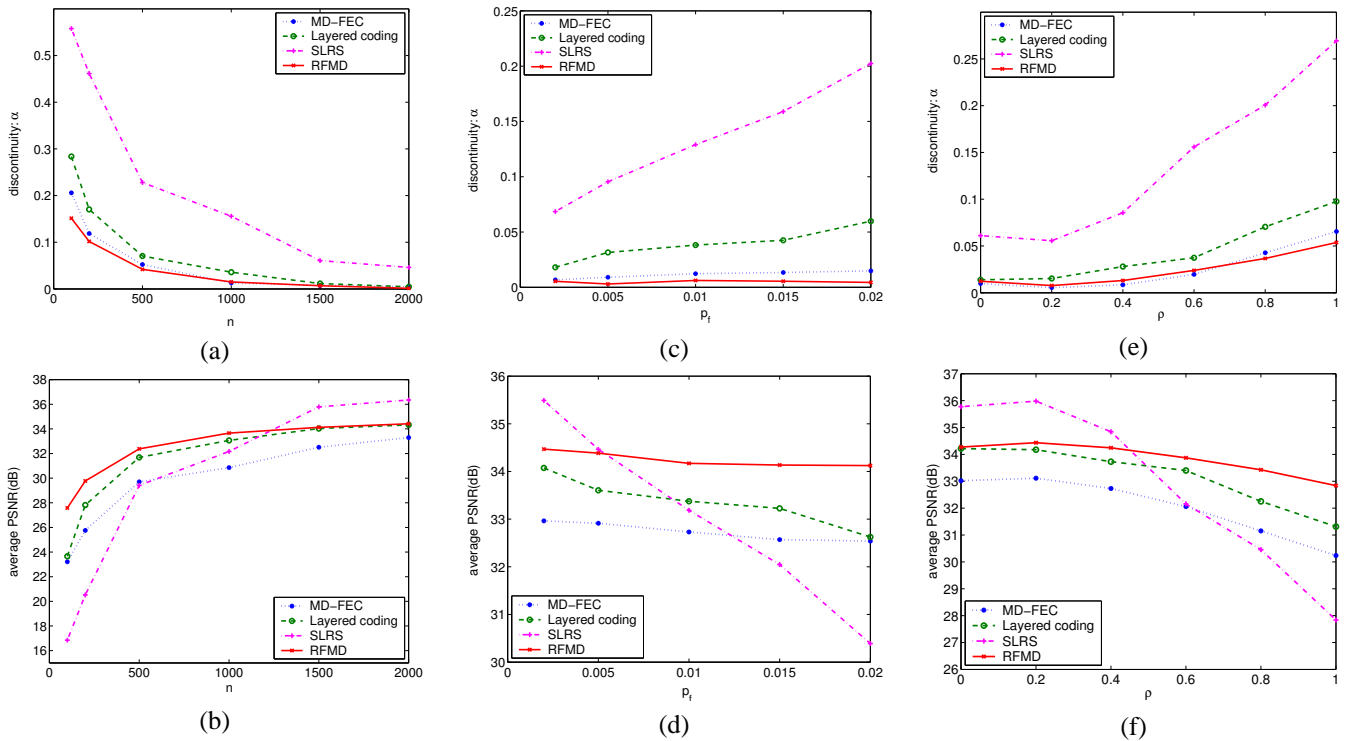 0.5
0.4
0.3
0.2
0.1
0
discontinuity: α
MD−FEC
Layered coding
SLRS
RFMD
0 500 1000 1500 2000
n
(a)
0.25
0.2
0.15
0.1
0.05
0
discontinuity: α
MD−FEC
Layered coding
SLRS
RFMD
0 0.005 0.01 0.015 0.02
p_f
(c)
0.25
0.2
0.15
0.1
0.05
0
discontinuity: α
MD−FEC
Layered coding
SLRS
RFMD
0 0.2 0.4 0.6 0.8 1
ρ
(e)
38
36
34
32
30
28
26
24
22
20
18
16
average PSNR(dB)
MD−FEC
Layered coding
SLRS
RFMD
0 500 1000 1500 2000
n
(b)
36
35
34
33
32
31
30
average PSNR(dB)
MD−FEC
Layered coding
SLRS
RFMD
0 0.005 0.01 0.015 0.02
p_f
(d)
37
36
35
34
33
32
31
30
29
28
27
26
average PSNR(dB)
MD−FEC
Layered coding
SLRS
RFMD
0 0.2 0.4 0.6 0.8 1
ρ
(f)